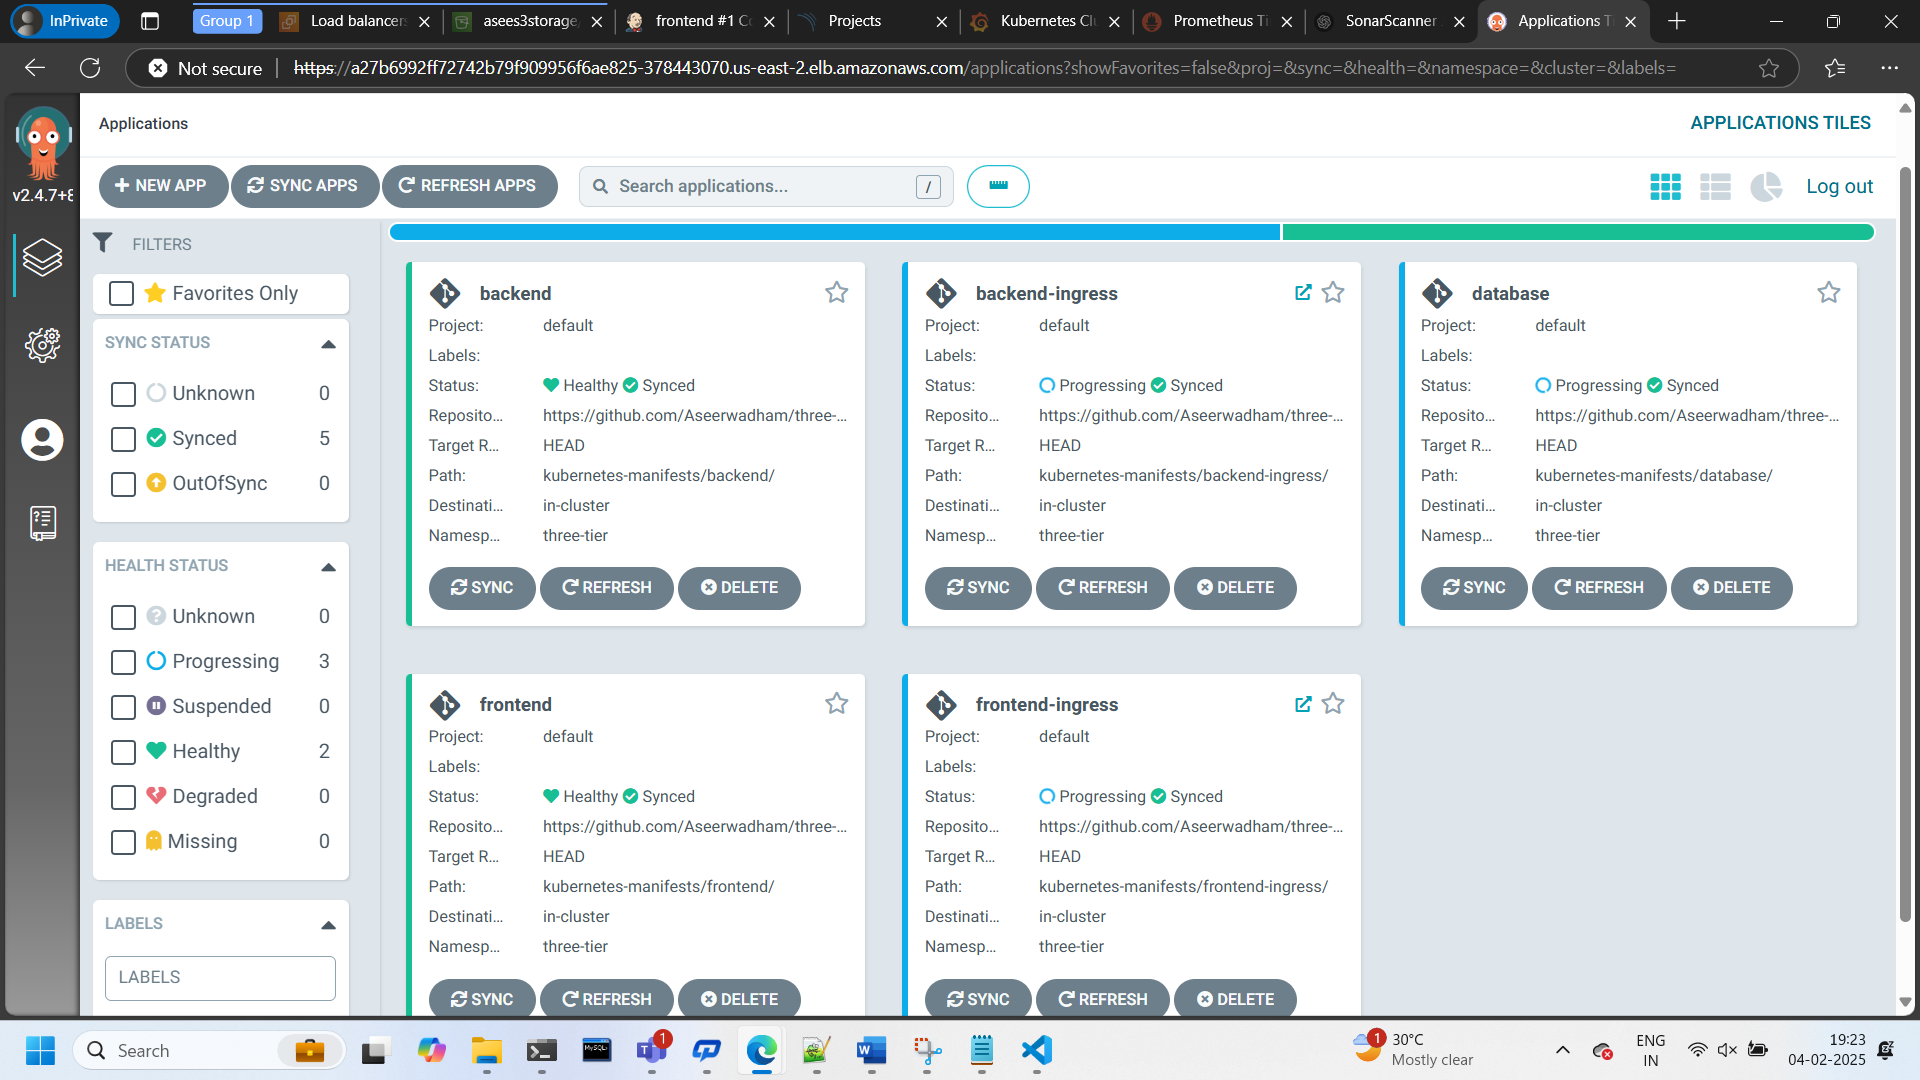 InPrivate
Group 1
Load balancers
asees3storage
frontend #1 Co
Projects
Kubernetes Clu
Prometheus Ti
SonarScanner
Applications T
Not secure
https://a27b6992ff72742b79f909956f6ae825-378443070.us-east-2.elb.amazonaws.com/applications?showFavorites=false&proj=&sync=&health=&namespace=&cluster=&labels=
v2.4.7+8
Applications
APPLICATIONS TILES
NEW APP
SYNC APPS
REFRESH APPS
Search applications...
/
Log out
FILTERS
Favorites Only
SYNC STATUS
Unknown 0
Synced 5
OutOfSync 0
HEALTH STATUS
Unknown 0
Progressing 3
Suspended 0
Healthy 2
Degraded 0
Missing 0
LABELS
LABELS
backend
Project: default
Labels:
Status: Healthy Synced
Reposito... https://github.com/Aseerwadham/three-...
Target R... HEAD
Path: kubernetes-manifests/backend/
Destinati... in-cluster
Namesp... three-tier
SYNC REFRESH DELETE
backend-ingress
Project: default
Labels:
Status: Progressing Synced
Reposito... https://github.com/Aseerwadham/three-...
Target R... HEAD
Path: kubernetes-manifests/backend-ingress/
Destinati... in-cluster
Namesp... three-tier
SYNC REFRESH DELETE
database
Project: default
Labels:
Status: Progressing Synced
Reposito... https://github.com/Aseerwadham/three-...
Target R... HEAD
Path: kubernetes-manifests/database/
Destinati... in-cluster
Namesp... three-tier
SYNC REFRESH DELETE
frontend
Project: default
Labels:
Status: Healthy Synced
Reposito... https://github.com/Aseerwadham/three-...
Target R... HEAD
Path: kubernetes-manifests/frontend/
Destinati... in-cluster
Namesp... three-tier
SYNC REFRESH DELETE
frontend-ingress
Project: default
Labels:
Status: Progressing Synced
Reposito... https://github.com/Aseerwadham/three-...
Target R... HEAD
Path: kubernetes-manifests/frontend-ingress/
Destinati... in-cluster
Namesp... three-tier
SYNC REFRESH DELETE
Search
MySQL
1
1
30°C
Mostly clear
ENG
IN
19:23
04-02-2025